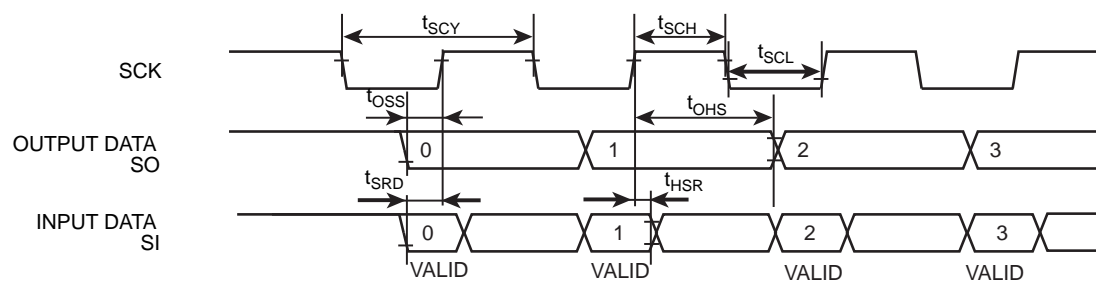 tSCY
tSCH
SCK
tSCL
tOSS
tOHS
OUTPUT DATA
SO
0
1
2
3
tSRD
tHSR
INPUT DATA
SI
0
1
2
3
VALID
VALID
VALID
VALID